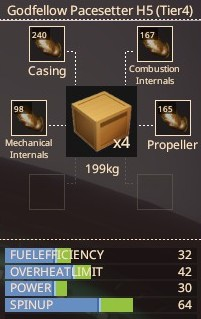 Godfellow Pacesetter H5 (Tier4)
240
167
Casing
Combustion
Internals
98
165
x4
Mechanical
Internals
Propeller
199kg
FUELEFFICIENCY 32
OVERHEATLIMIT 42
POWER 30
SPINUP 64